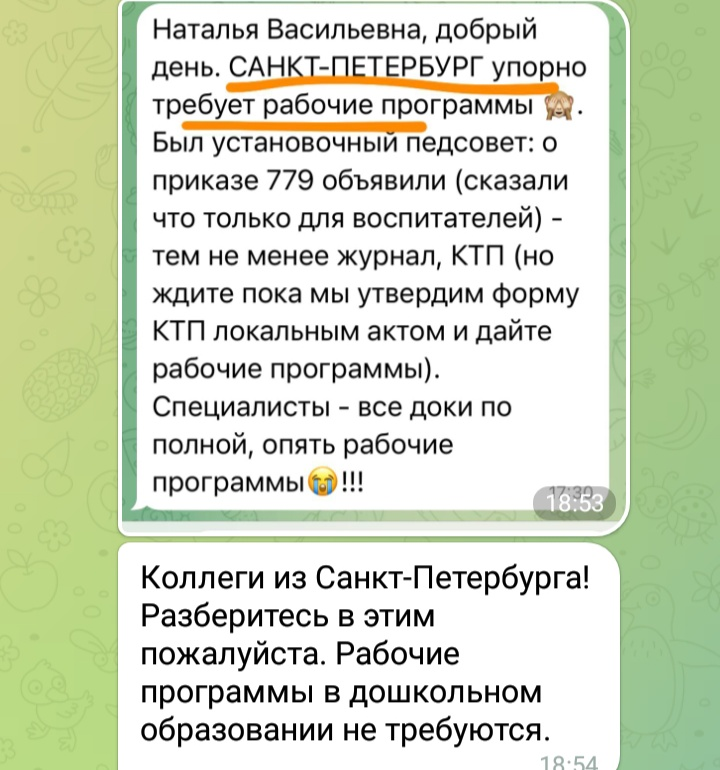 Наталья Васильевна, добрый
день. САНКТ-ПЕТЕРБУРГ упорно
требует рабочие программы 🙈.
Был установочный педсовет: о
приказе 779 объявили (сказали
что только для воспитателей) -
тем не менее журнал, КТП (но
ждите пока мы утвердим форму
КТП локальным актом и дайте
рабочие программы).
Специалисты - все доки по
полной, опять рабочие
программы😭!!!
17:39
18:53
Коллеги из Санкт-Петербурга!
Разберитесь в этим
пожалуйста. Рабочие
программы в дошкольном
образовании не требуются.
18:54